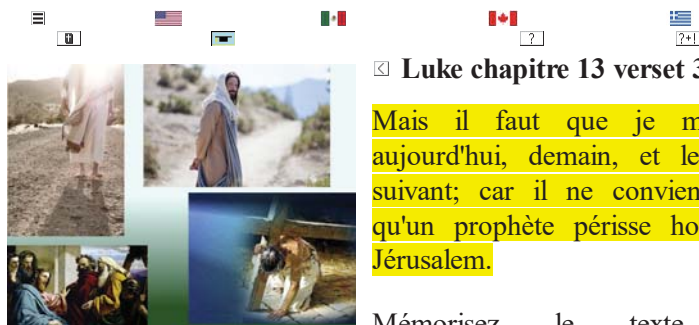 ?
?+!
Luke chapitre 13 verset 3
Mais il faut que je m
aujourd'hui, demain, et le
suivant; car il ne convien
qu'un prophète périsse ho
Jérusalem.
Mémorisez le texte